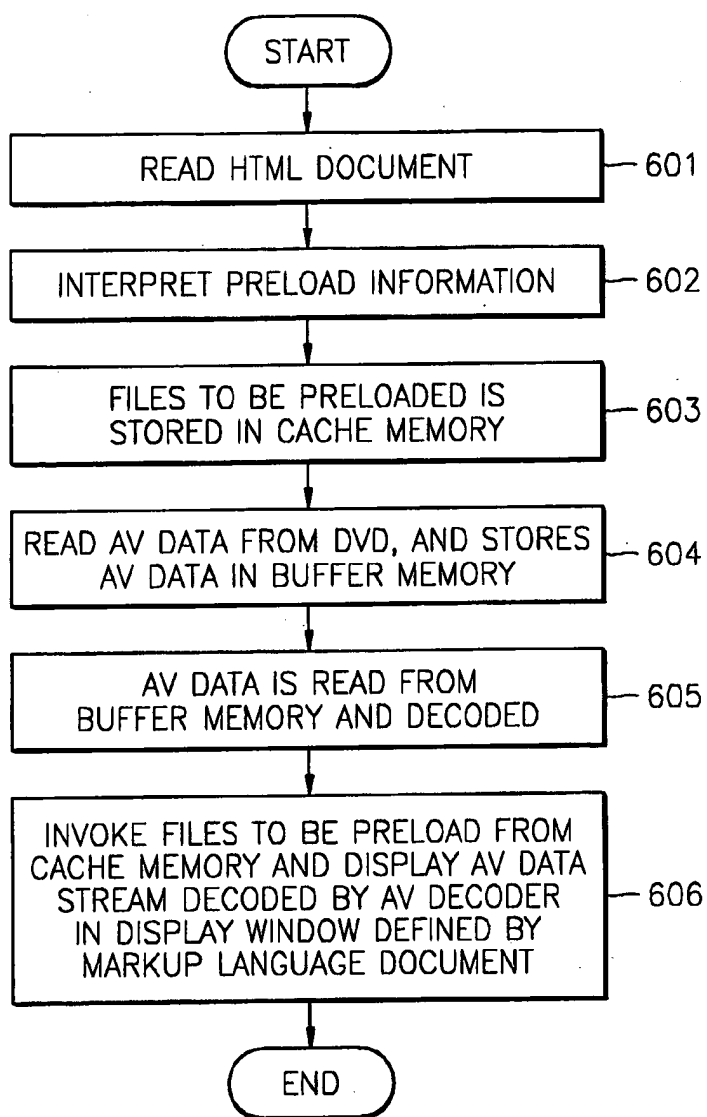 START
READ HTML DOCUMENT
601
INTERPRET PRELOAD INFORMATION
602
FILES TO BE PRELOADED IS
STORED IN CACHE MEMORY
603
READ AV DATA FROM DVD, AND STORES
AV DATA IN BUFFER MEMORY
604
AV DATA IS READ FROM
BUFFER MEMORY AND DECODED
605
INVOKE FILES TO BE PRELOAD FROM
CACHE MEMORY AND DISPLAY AV DATA
STREAM DECODED BY AV DECODER
IN DISPLAY WINDOW DEFINED BY
MARKUP LANGUAGE DOCUMENT
606
END